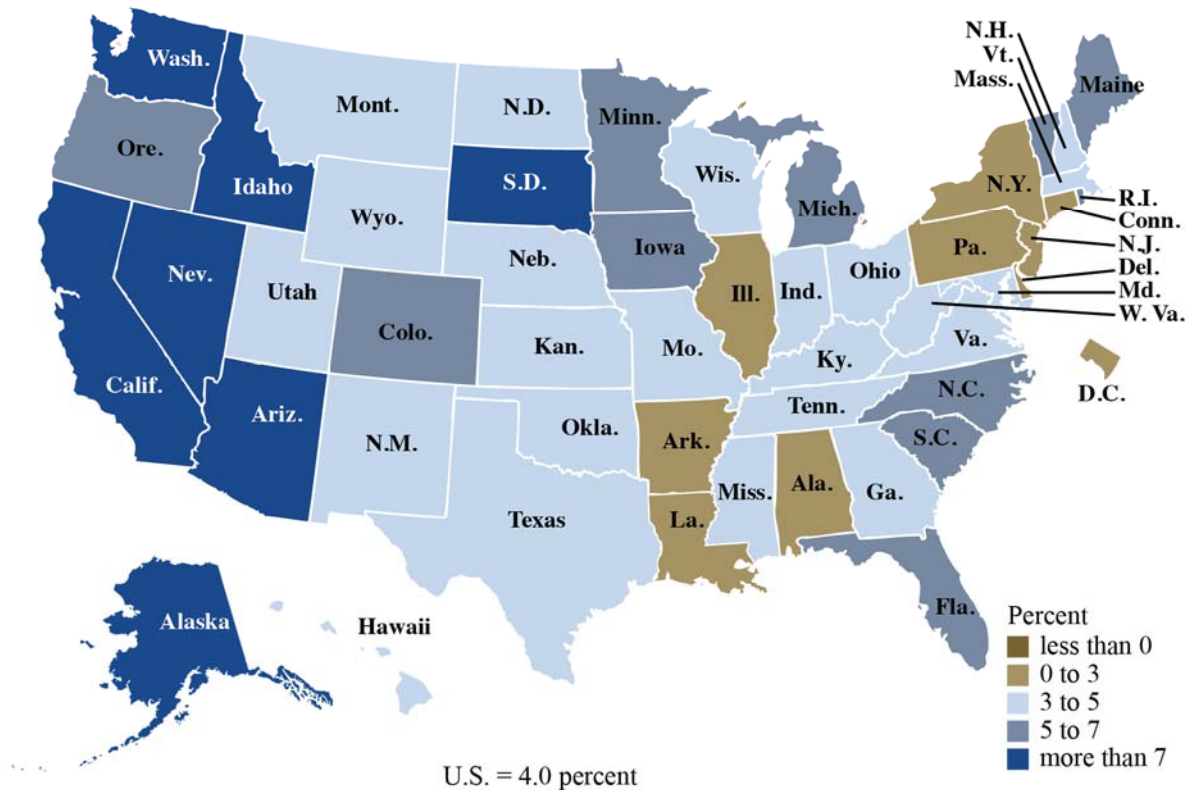 N.H.
Vt.
Mass.
Wash.
Maine
Mont.
N.D.
Minn.
Ore.
Idaho
S.D.
Wis.
N.Y.
Wyo.
Mich.
R.I.
Conn.
Iowa
Pa.
N.J.
Nev.
Neb.
Ohio
Del.
Utah
Ill.
Ind.
Md.
W. Va.
Colo.
Kan.
Mo.
Ky.
Va.
Calif.
N.C.
D.C.
Ariz.
Tenn.
Okla.
N.M.
Ark.
S.C.
Miss.
Ala.
Ga.
Texas
La.
Fla.
Alaska
Hawaii
Percent
less than 0
0 to 3
3 to 5
5 to 7
more than 7
U.S. = 4.0 percent